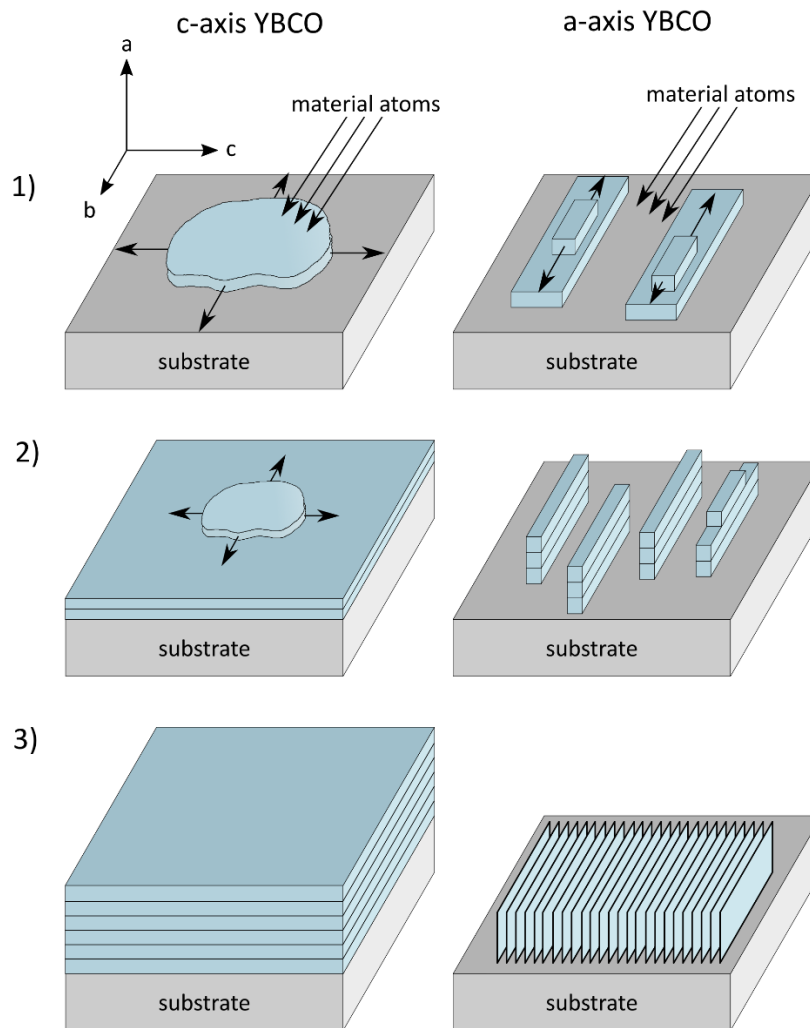 c-axis YBCO
a-axis YBCO
a
c
b
material atoms
material atoms
1)
substrate
substrate
2)
substrate
substrate
3)
substrate
substrate